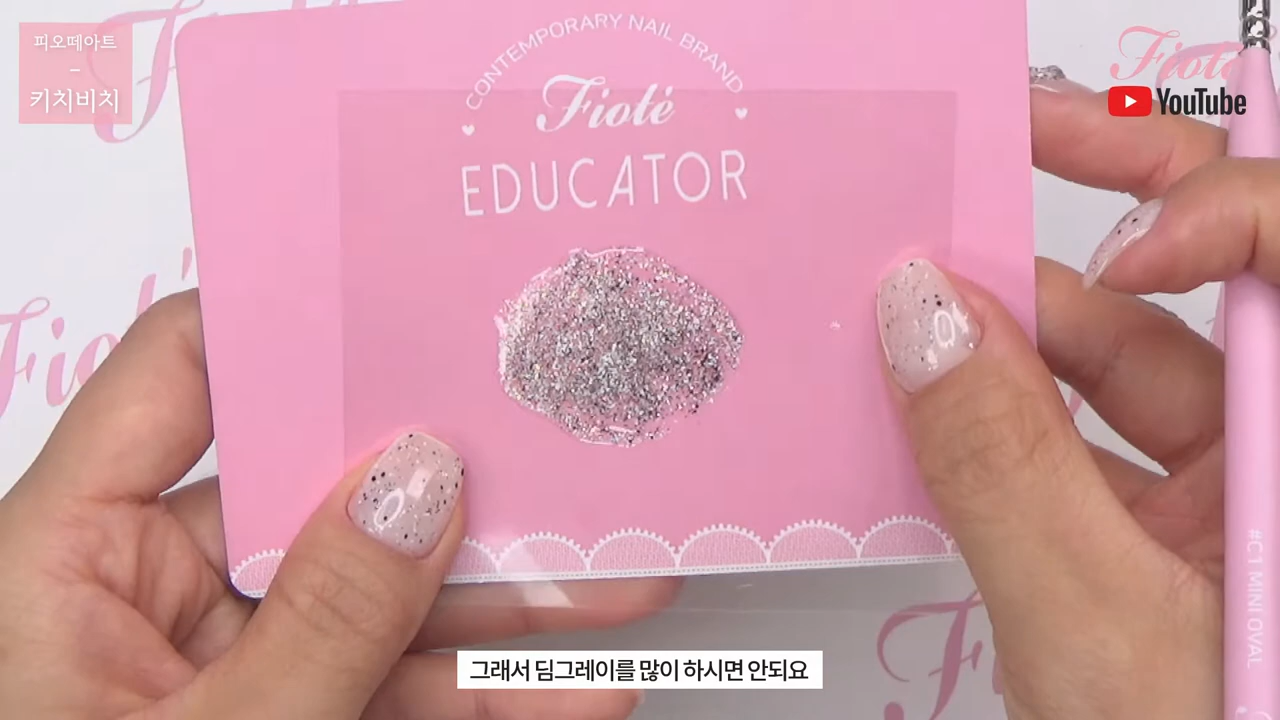 피오떼아트
–
키치비치
CONTEMPORARY NAIL BRAND
Fioté
EDUCATOR
Fioté
YouTube
#C1 MINI OVAL
그래서 딤그레이를 많이 하시면 안되요